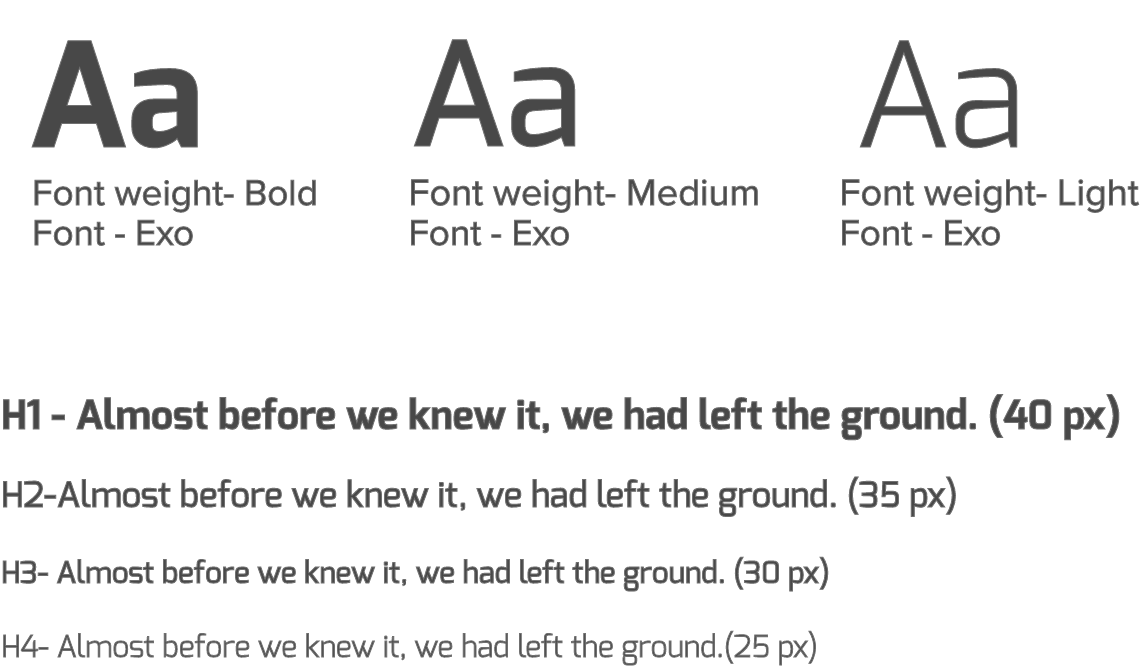 Aa Aa Aa
Font weight- Bold Font weight- Medium Font weight- Light
Font - Exo Font - Exo Font - Exo
H1 - Almost before we knew it, we had left the ground. (40 px)
H2-Almost before we knew it, we had left the ground. (35 px)
H3- Almost before we knew it, we had left the ground. (30 px)
H4- Almost before we knew it, we had left the ground.(25 px)